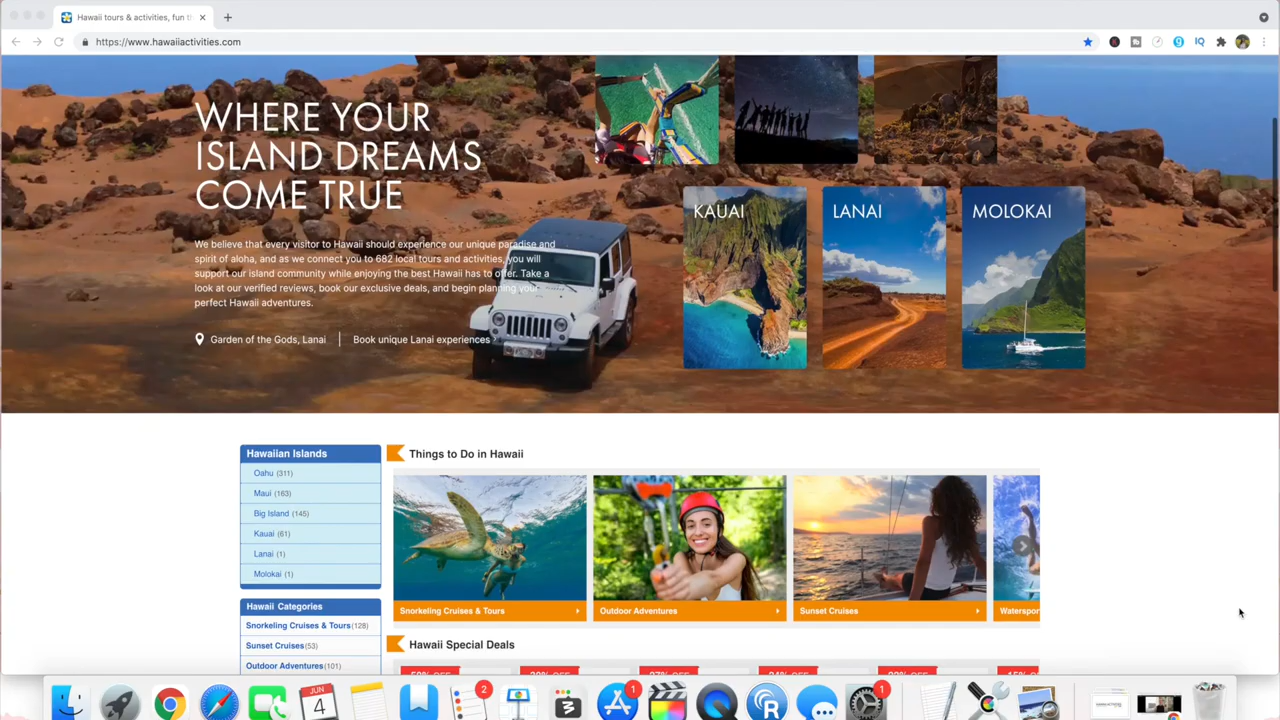 Hawaii tours & activities, fun t
https://www.hawaiiactivities.com
IQ
WHERE YOUR
ISLAND DREAMS
COME TRUE
We believe that every visitor to Hawaii should experience our unique paradise and
spirit of aloha, and as we connect you to 682 local tours and activities, you will
support our island community while enjoying the best Hawaii has to offer. Take a
look at our verified reviews, book our exclusive deals, and begin planning your
perfect Hawaii adventures.
Garden of the Gods, Lanai
Book unique Lanai experiences
KAUAI
LANAI
MOLOKAI
Hawaiian Islands
Oahu (311)
Maui (163)
Big Island (145)
Kauai (61)
Lanai (1)
Molokai (1)
Hawaii Categories
Snorkeling Cruises & Tours (128)
Sunset Cruises (53)
Outdoor Adventures (101)
Things to Do in Hawaii
Snorkeling Cruises & Tours
Outdoor Adventures
Sunset Cruises
Waterspor
Hawaii Special Deals
JUN
4
2
1
1